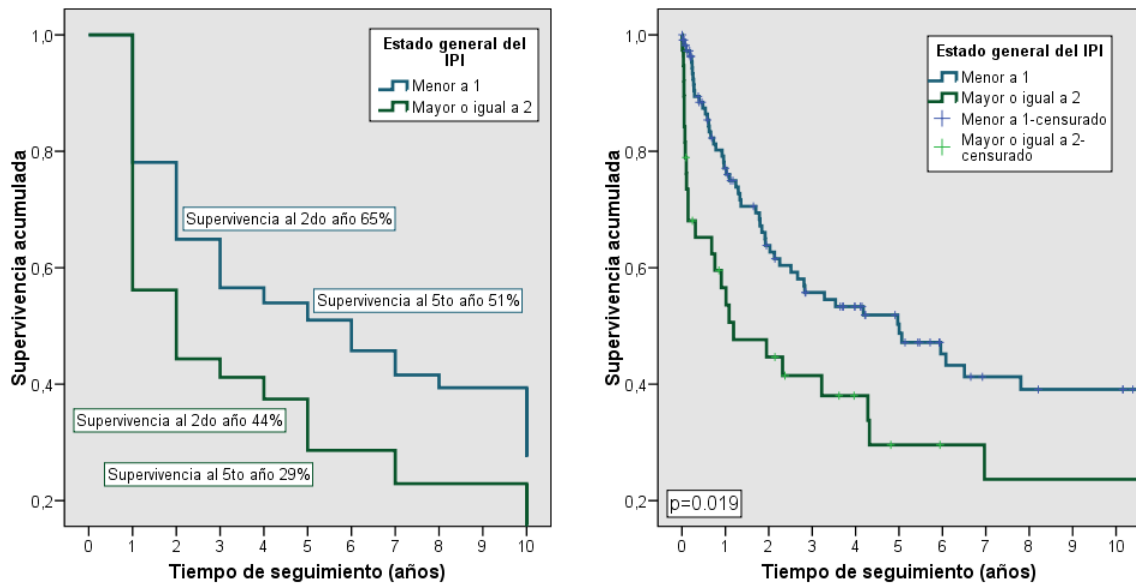 Supervivencia acumulada
1,0
0,8
0,6
0,4
0,2
Estado general del
IPI
Menor a 1
Mayor o igual a 2
Supervivencia al 2do año 65%
Supervivencia al 5to año 51%
Supervivencia al 2do año 44%
Supervivencia al 5to año 29%
0 1 2 3 4 5 6 7 8 9 10
Tiempo de seguimiento (años)
Supervivencia acumulada
1,0
0,8
0,6
0,4
0,2
Estado general del IPI
Menor a 1
Mayor o igual a 2
Menor a 1-censurado
Mayor o igual a 2-
censurado
p=0.019
0 1 2 3 4 5 6 7 8 9 10
Tiempo de seguimiento (años)